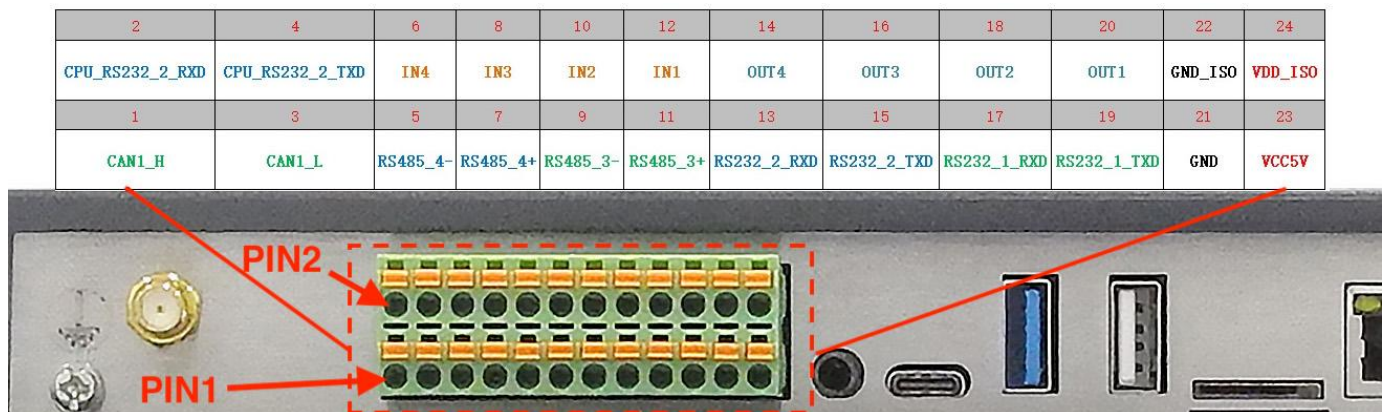 2 4 6 8 10 12 14 16 18 20 22 24
CPU_RS232_2_RXD CPU_RS232_2_TXD IN4 IN3 IN2 IN1 OUT4 OUT3 OUT2 OUT1 GND_ISO VDD_ISO
1 3 5 7 9 11 13 15 17 19 21 23
CAN1_H CAN1_L RS485_4- RS485_4+ RS485_3- RS485_3+ RS232_2_RXD RS232_2_TXD RS232_1_RXD RS232_1_TXD GND VCC5V
PIN2
PIN1